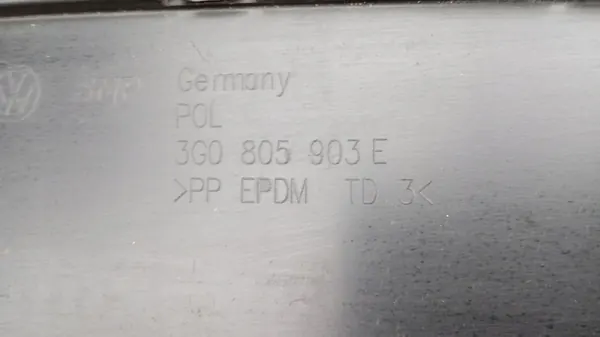 Germany
POL
3G0 805 903 E
>PP EPDM TD 3<